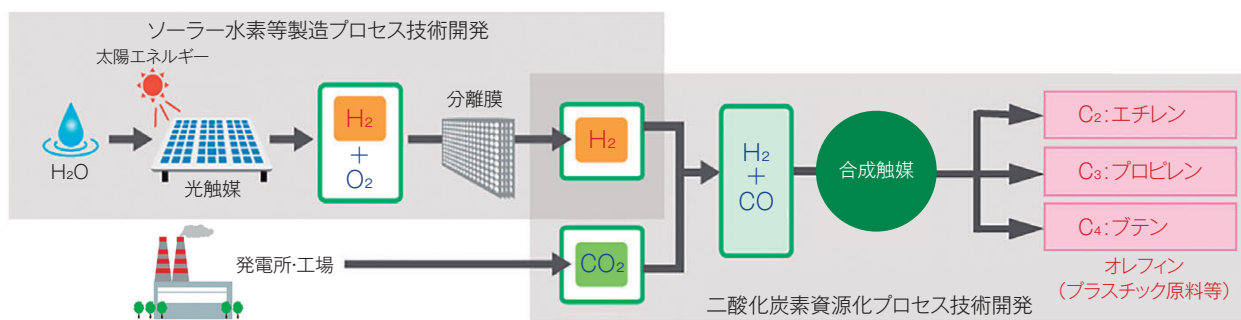 ソーラー水素等製造プロセス技術開発
太陽エネルギー
H₂O
光触媒
H₂
+
O₂
分離膜
H₂
発電所・工場
CO₂
H₂
+
CO
合成触媒
C₂:エチレン
C₃:プロピレン
C₄:ブテン
オレフィン
(プラスチック原料等)
二酸化炭素資源化プロセス技術開発